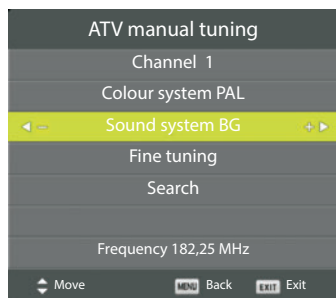 ATV manual tuning
Channel 1
Colour system PAL
Sound system BG
Fine tuning
Search
Frequency 182,25 MHz
Move MENU Back EXIT Exit